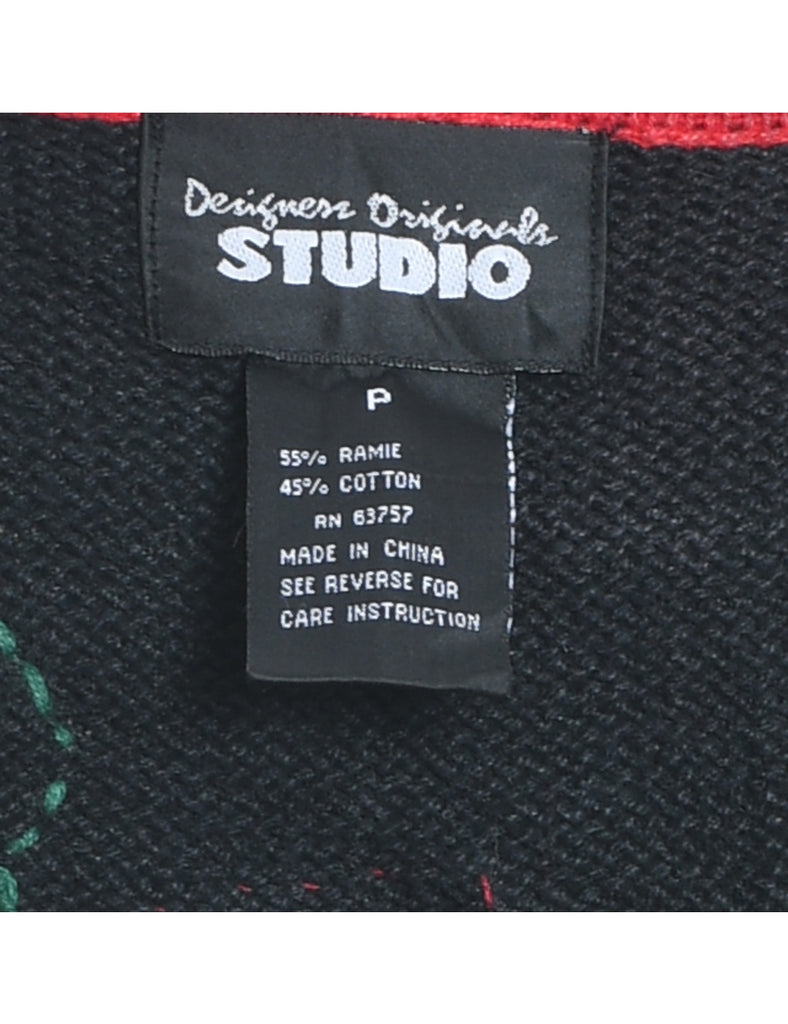 Designers Originals
STUDIO
P
55% RAMIE
45% COTTON
RN 63757
MADE IN CHINA
SEE REVERSE FOR
CARE INSTRUCTION